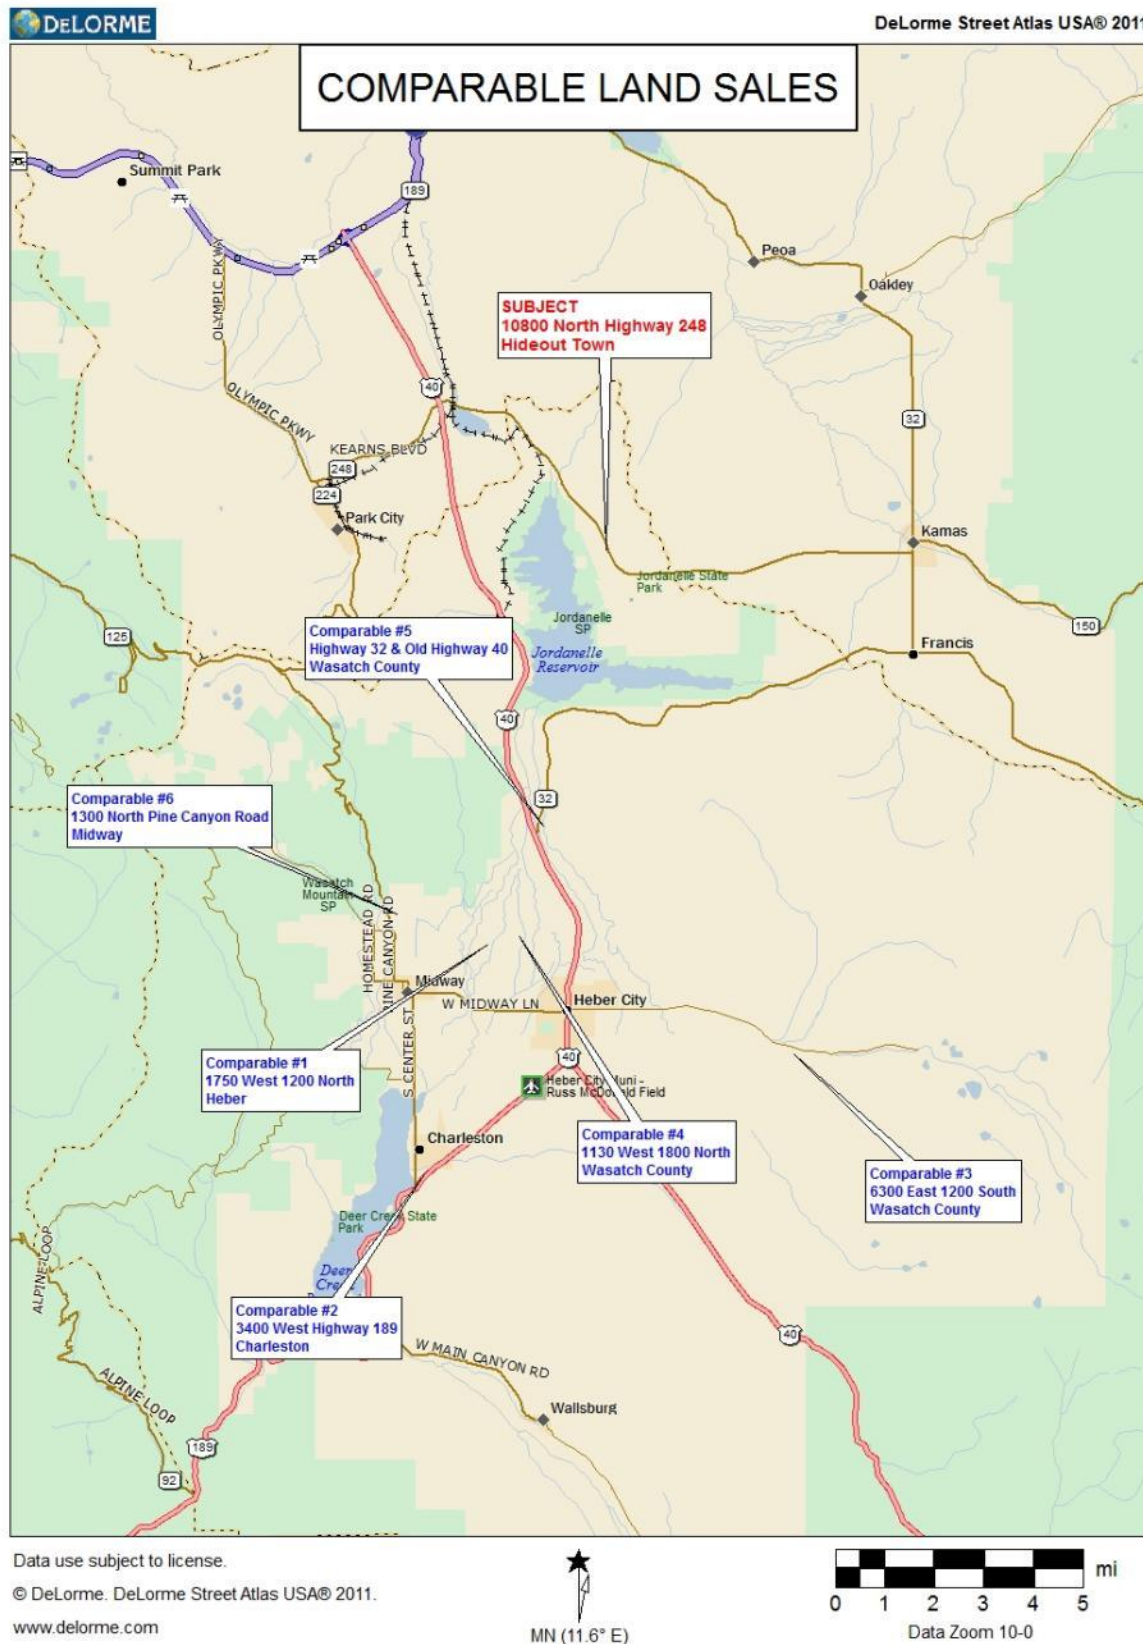 DELORME
DeLorme Street Atlas USA® 2011
COMPARABLE LAND SALES
Summit Park
189
Peoa
Oakley
OLYMPIC PKWY
SUBJECT
10800 North Highway 248
Hideout Town
40
OLYMPIC PKWY
32
KEARNS BLVD
248
224
Park City
Kamas
Jordanelle State
Park
Jordanelle
SP
125
150
Comparable #5
Highway 32 & Old Highway 40
Wasatch County
Jordanelle
Reservoir
Francis
40
32
Comparable #6
1300 North Pine Canyon Road
Midway
Wasatch
Mountain
SP
HOMESTEAD RD
PINE CANYON RD
Midway
W MIDWAY LN
Heber City
S CENTER ST
40
Comparable #1
1750 West 1200 North
Heber
Heber City Muni -
Russ McDonald Field
Charleston
Comparable #4
1130 West 1800 North
Wasatch County
Comparable #3
6300 East 1200 South
Wasatch County
Deer Creek State
Park
ALPINE LOOP
Deer
Creek
Comparable #2
3400 West Highway 189
Charleston
40
W MAIN CANYON RD
ALPINE LOOP
Wallsburg
189
92
Data use subject to license.
© DeLorme. DeLorme Street Atlas USA® 2011.
www.delorme.com
MN (11.6° E)
mi
0 1 2 3 4 5
Data Zoom 10-0